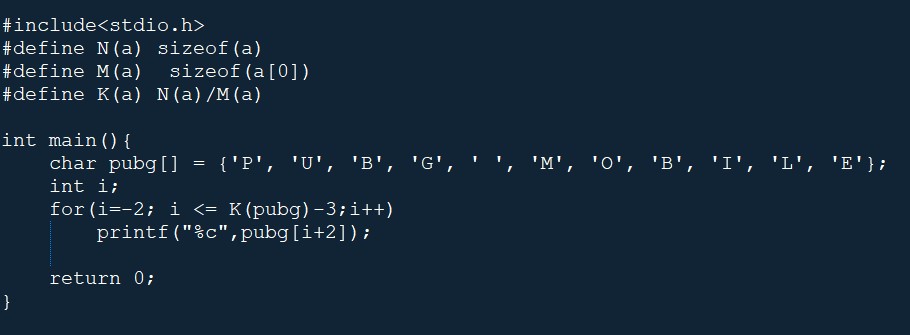 #include<stdio.h>
#define N(a) sizeof(a)
#define M(a)  sizeof(a[0])
#define K(a) N(a)/M(a)

int main(){
    char pubg[] = {'P', 'U', 'B', 'G', ' ', 'M', 'O', 'B', 'I', 'L', 'E'};
    int i;
    for(i=-2; i <= K(pubg)-3;i++)
        printf("%c",pubg[i+2]);

    return 0;
}